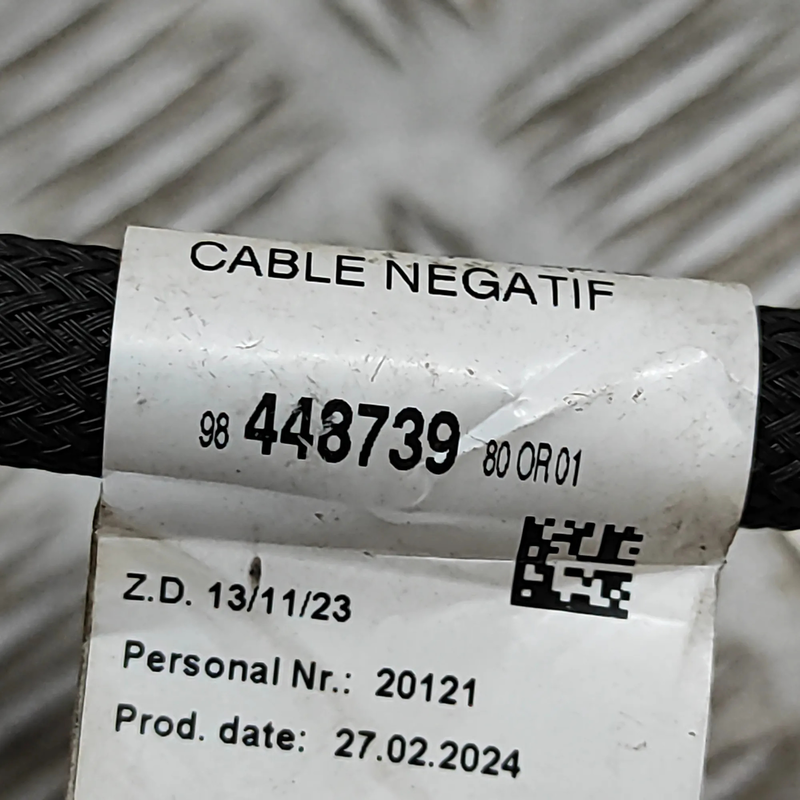 CABLE NEGATIF
98 448739 80 OR 01
Z.D. 13/11/23
Personal Nr.: 20121
Prod. date: 27.02.2024